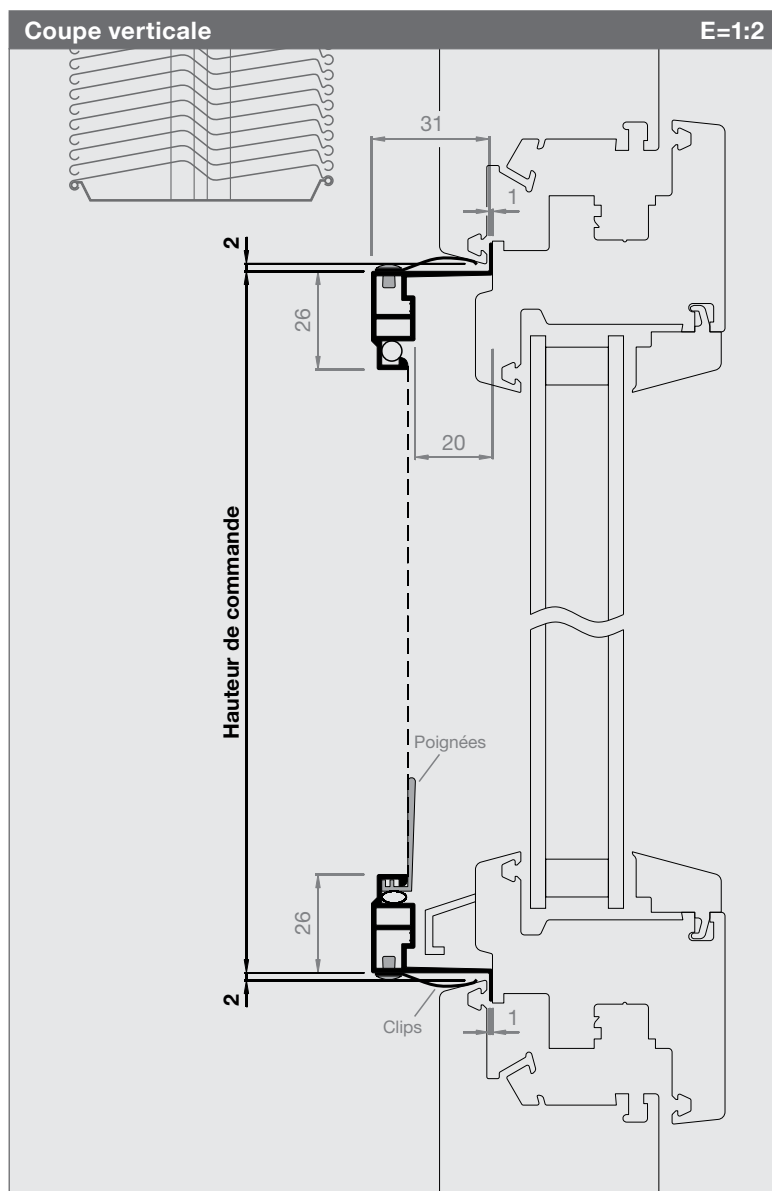 Coupe verticale
E=1:2
31
1
2
26
20
Hauteur de commande
Poignées
26
2
1
Clips